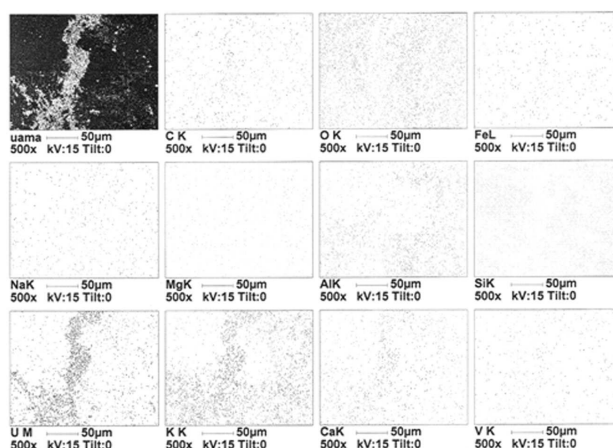 uama 50µm
500x kV:15 Tilt:0
C K 50µm
500x kV:15 Tilt:0
O K 50µm
500x kV:15 Tilt:0
FeL 50µm
500x kV:15 Tilt:0
NaK 50µm
500x kV:15 Tilt:0
MgK 50µm
500x kV:15 Tilt:0
AlK 50µm
500x kV:15 Tilt:0
SiK 50µm
500x kV:15 Tilt:0
U M 50µm
500x kV:15 Tilt:0
K K 50µm
500x kV:15 Tilt:0
CaK 50µm
500x kV:15 Tilt:0
V K 50µm
500x kV:15 Tilt:0